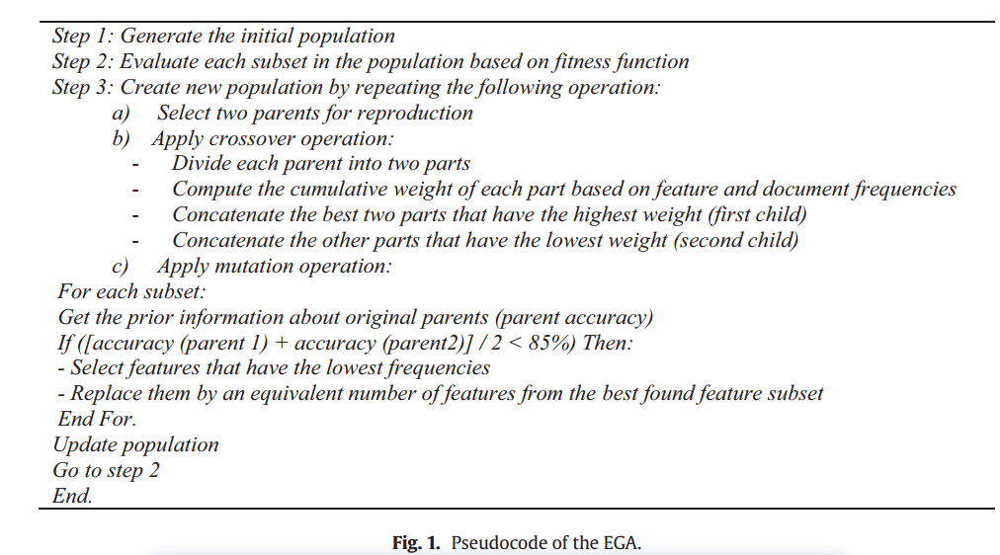 Step 1: Generate the initial population
Step 2: Evaluate each subset in the population based on fitness function
Step 3: Create new population by repeating the following operation:
a) Select two parents for reproduction
b) Apply crossover operation:
- Divide each parent into two parts
- Compute the cumulative weight of each part based on feature and document frequencies
- Concatenate the best two parts that have the highest weight (first child)
- Concatenate the other parts that have the lowest weight (second child)
c) Apply mutation operation:
For each subset:
Get the prior information about original parents (parent accuracy)
If ([accuracy (parent 1) + accuracy (parent2)] / 2 < 85%) Then:
- Select features that have the lowest frequencies
- Replace them by an equivalent number of features from the best found feature subset
End For.
Update population
Go to step 2
End.
Fig. 1. Pseudocode of the EGA.